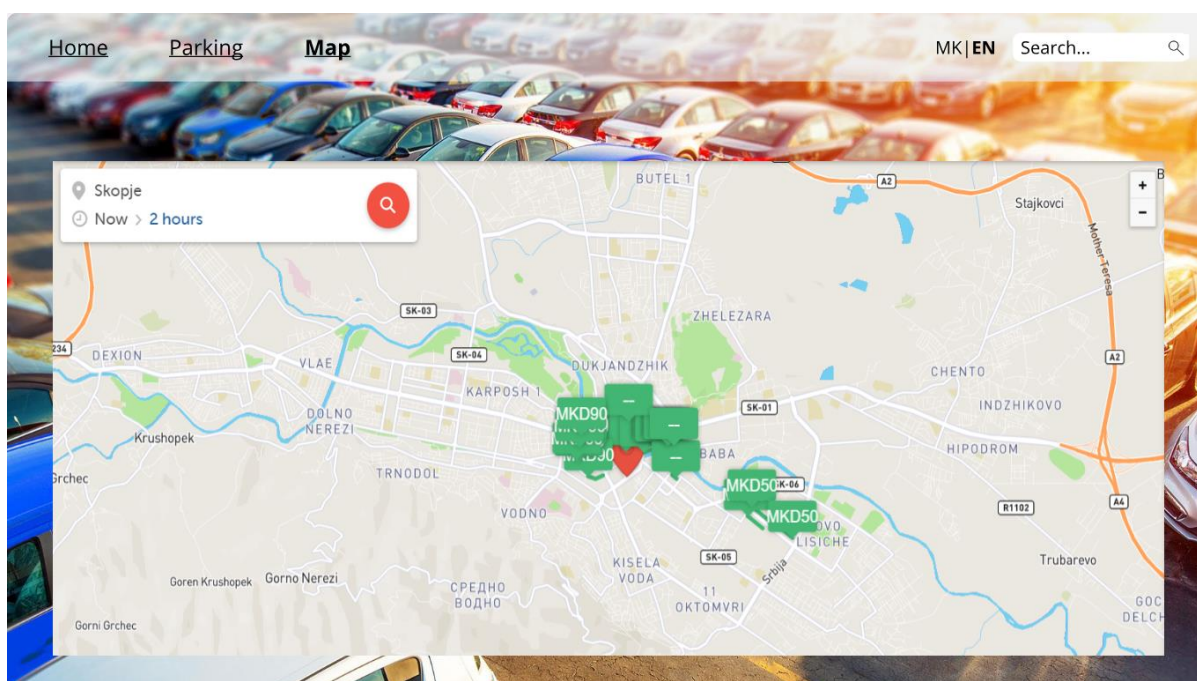 Home
Parking
Map
MK|EN
Search...
Skopje
Now > 2 hours
+
-
BUTEL 1
A2
B
Stajkovci
Mother Teresa
SK-03
ZHELEZARA
234
DEXION
VLAE
SK-04
DUKJANDZHIK
A2
CHENTO
KARPOSH 1
MKD90
SK-01
INDZHIKOVO
DOLNO
NEREZI
Krushopek
HIPODROM
BABA
MKD90
Grchec
TRNODOL
MKD50
SK-06
A4
VODNO
MKD50
R1102
OVO
LISICHE
SK-05
KISELA
VODA
Srbija
Trubarevo
Goren Krushopek
Gorno Nerezi
СРЕДНО
ВОДНО
11
OKTOMVRI
GOC
DELCH
Gorni Grchec